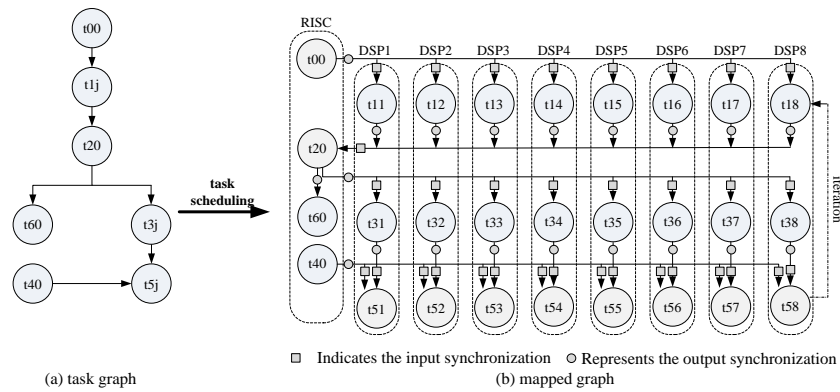 t00
t1j
t20
t60
t3j
t40
t5j
task
scheduling
(a) task graph
RISC
DSP1 DSP2 DSP3 DSP4 DSP5 DSP6 DSP7 DSP8
t00
t11 t12 t13 t14 t15 t16 t17 t18
t20
t60
t31 t32 t33 t34 t35 t36 t37 t38
t40
t51 t52 t53 t54 t55 t56 t57 t58
iteration
Indicates the input synchronization
Represents the output synchronization
(b) mapped graph